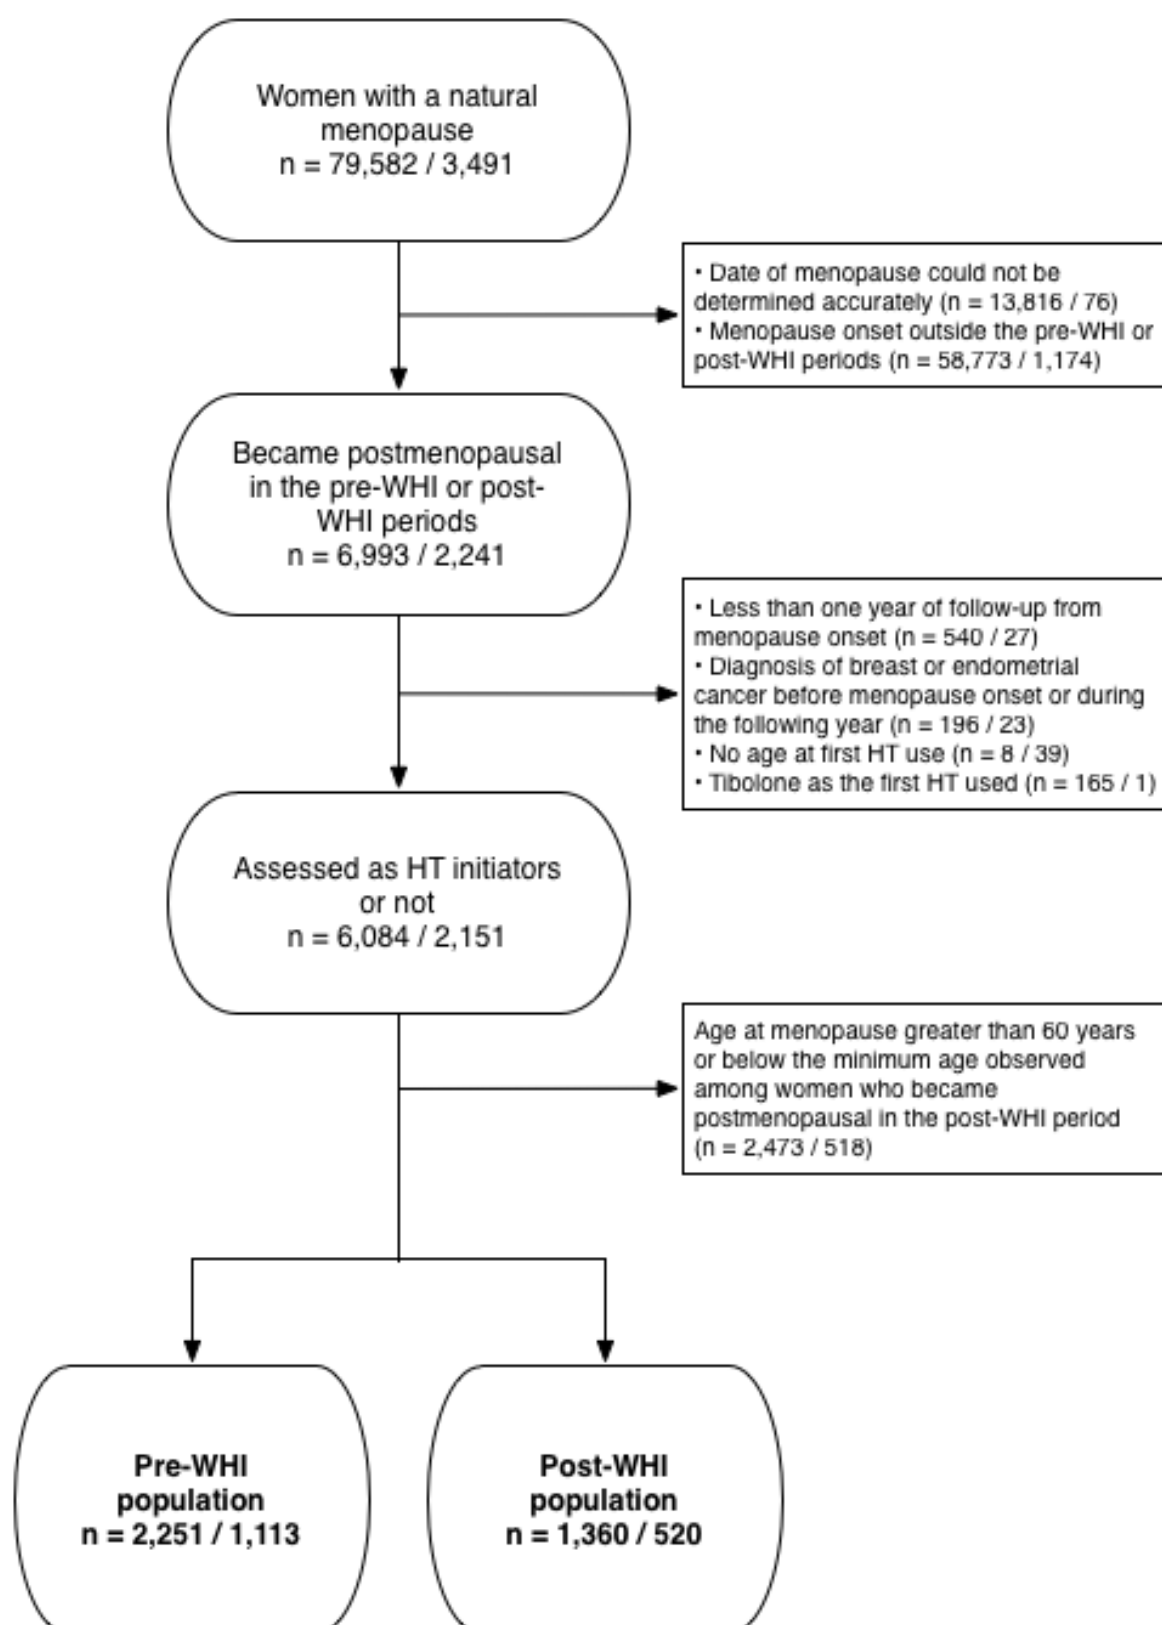 Women with a natural
menopause
n = 79,582 / 3,491
• Date of menopause could not be
determined accurately (n = 13,816 / 76)
• Menopause onset outside the pre-WHI or
post-WHI periods (n = 58,773 / 1,174)
Became postmenopausal
in the pre-WHI or post-
WHI periods
n = 6,993 / 2,241
• Less than one year of follow-up from
menopause onset (n = 540 / 27)
• Diagnosis of breast or endometrial
cancer before menopause onset or during
the following year (n = 196 / 23)
• No age at first HT use (n = 8 / 39)
• Tibolone as the first HT used (n = 165 / 1)
Assessed as HT initiators
or not
n = 6,084 / 2,151
Age at menopause greater than 60 years
or below the minimum age observed
among women who became
postmenopausal in the post-WHI period
(n = 2,473 / 518)
Pre-WHI
population
n = 2,251 / 1,113
Post-WHI
population
n = 1,360 / 520